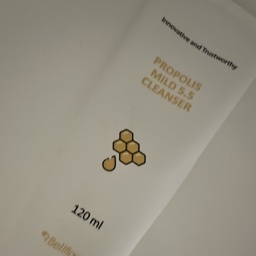 Innovative and Trustworthy
PROPOLIS
MILD 5.5
CLEANSER
120 ml